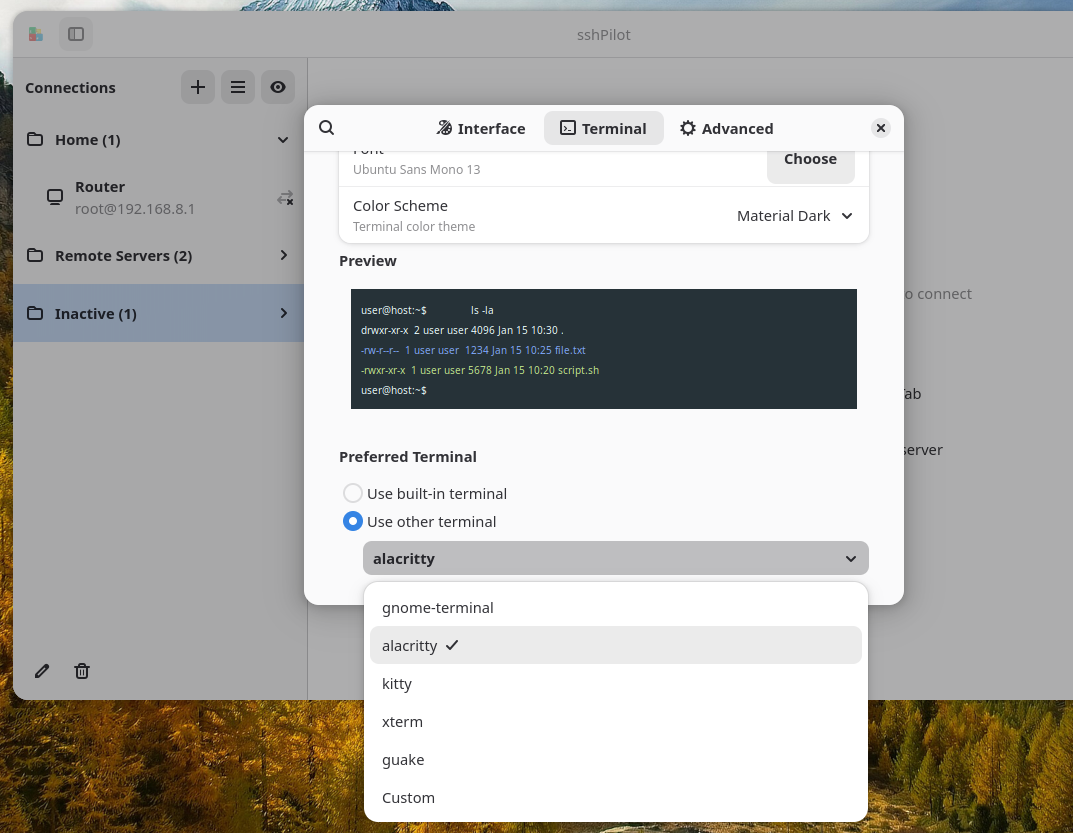 sshPilot
Connections
Home (1)
Router
root@192.168.8.1
Remote Servers (2)
Inactive (1)
Interface
Terminal
Advanced
Font
Ubuntu Sans Mono 13
Choose
Color Scheme
Terminal color theme
Material Dark
Preview
user@host:~$ ls -la
drwxr-xr-x 2 user user 4096 Jan 15 10:30 .
-rw-r--r-- 1 user user 1234 Jan 15 10:25 file.txt
-rwxr-xr-x 1 user user 5678 Jan 15 10:20 script.sh
user@host:~$
Preferred Terminal
Use built-in terminal
Use other terminal
alacritty
gnome-terminal
alacritty
kitty
xterm
guake
Custom
o connect
ab
server